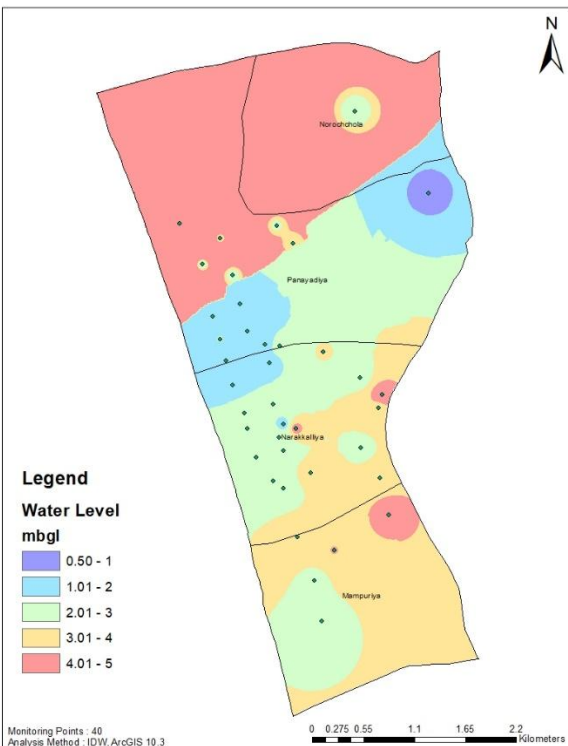 N
Norochchola
Panayadiya
Narakkalliya
Mampuriya
Legend
Water Level
mbgl
0.50 - 1
1.01 - 2
2.01 - 3
3.01 - 4
4.01 - 5
Monitoring Points : 40
Analysis Method : IDW, ArcGIS 10.3
0 0.275 0.55 1.1 1.65 2.2
Kilometers